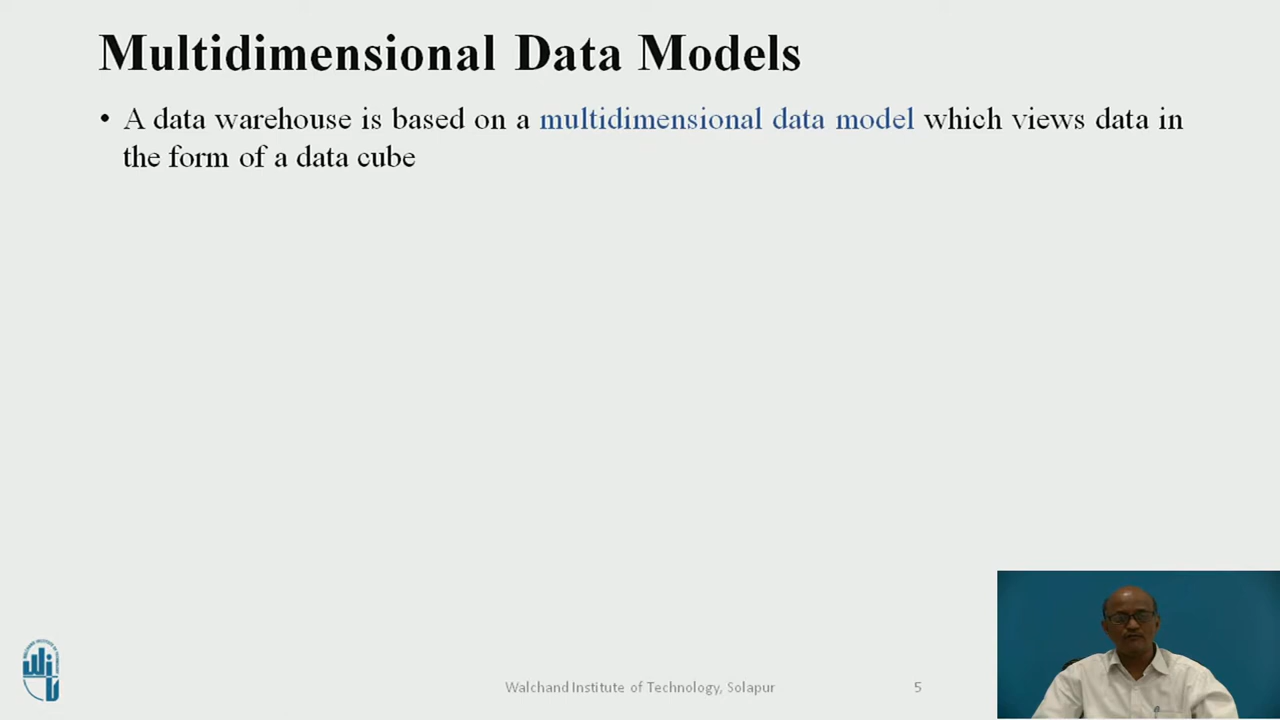 Multidimensional Data Models
• A data warehouse is based on a multidimensional data model which views data in
the form of a data cube
Walchand Institute of Technology, Solapur
5